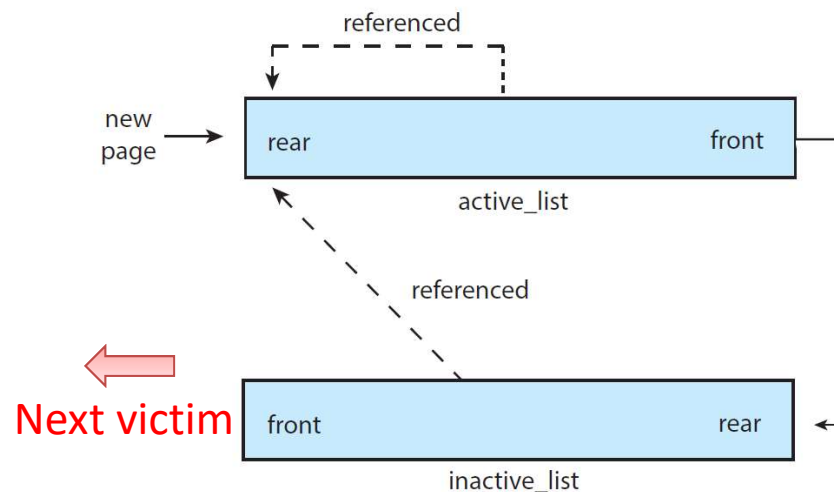 referenced
new
page
rear
front
active_list
referenced
Next victim
front
rear
inactive_list